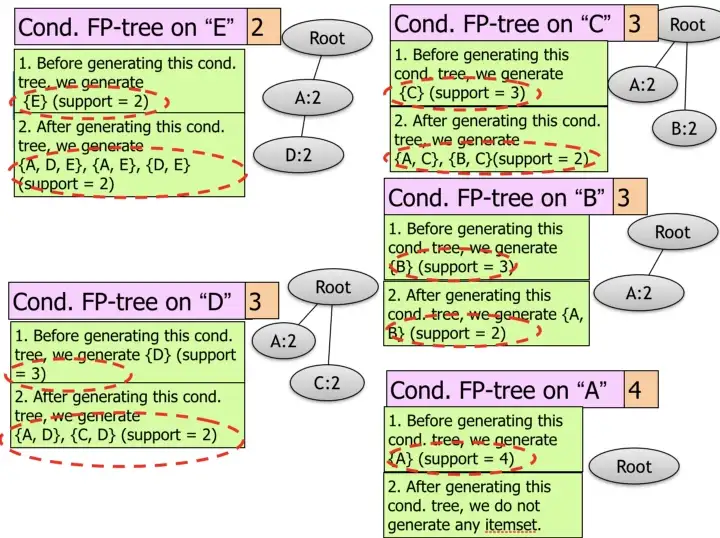 Cond. FP-tree on “E” 2
1. Before generating this cond.
tree, we generate
{E} (support = 2)
2. After generating this cond.
tree, we generate
{A, D, E}, {A, E}, {D, E}
(support = 2)
Root
A:2
D:2
Cond. FP-tree on “C” 3
1. Before generating this
cond. tree, we generate
{C} (support = 3)
2. After generating this cond.
tree, we generate
{A, C}, {B, C}(support = 2)
Root
A:2
B:2
Cond. FP-tree on “B” 3
1. Before generating this
cond. tree, we generate
{B} (support = 3)
2. After generating this
cond. tree, we generate {A,
B} (support = 2)
Root
A:2
Cond. FP-tree on “D” 3
1. Before generating this cond.
tree, we generate {D} (support
= 3)
2. After generating this cond.
tree, we generate
{A, D}, {C, D} (support = 2)
Root
A:2
C:2
Cond. FP-tree on “A” 4
1. Before generating this
cond. tree, we generate
{A} (support = 4)
2. After generating this
cond. tree, we do not
generate any itemset.
Root